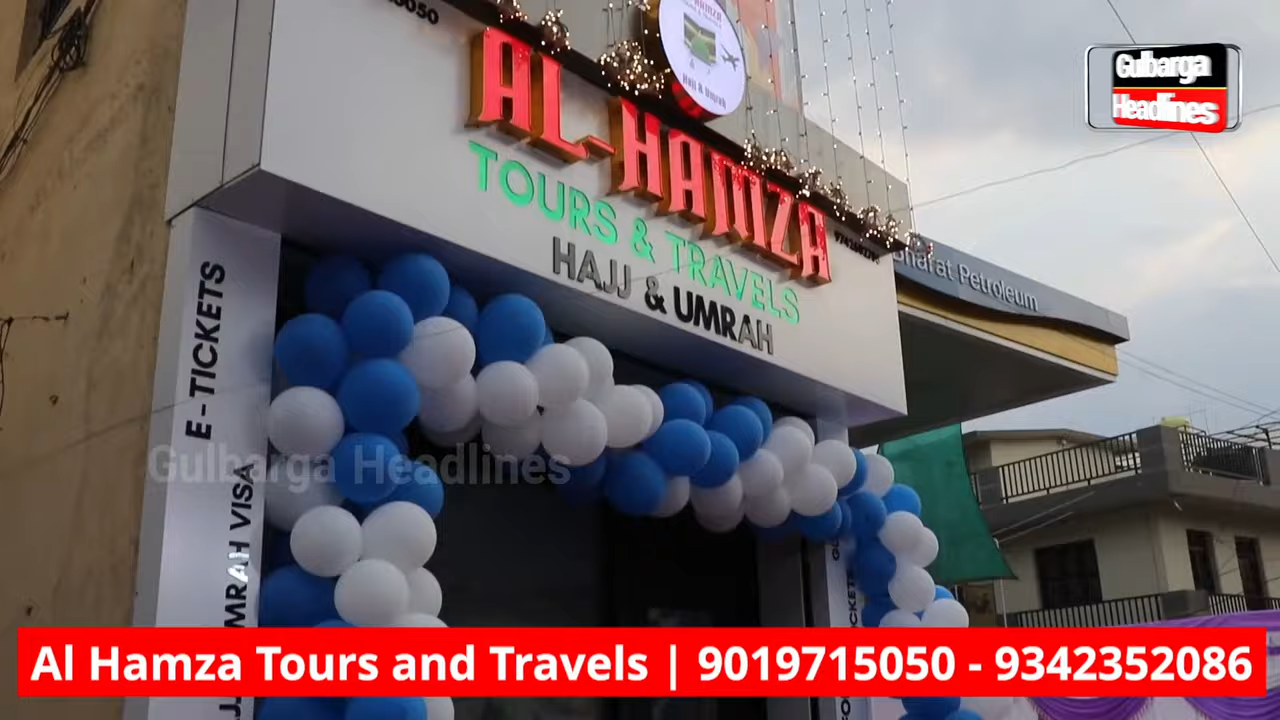 Gulbarga
Headlines
AL-HAMZA
TOURS & TRAVELS
HAJJ & UMRAH
Hajj & Umrah
Bharat Petroleum
E-TICKETS
UMRAH VISA
Gulbarga Headlines
Al Hamza Tours and Travels | 9019715050 - 9342352086